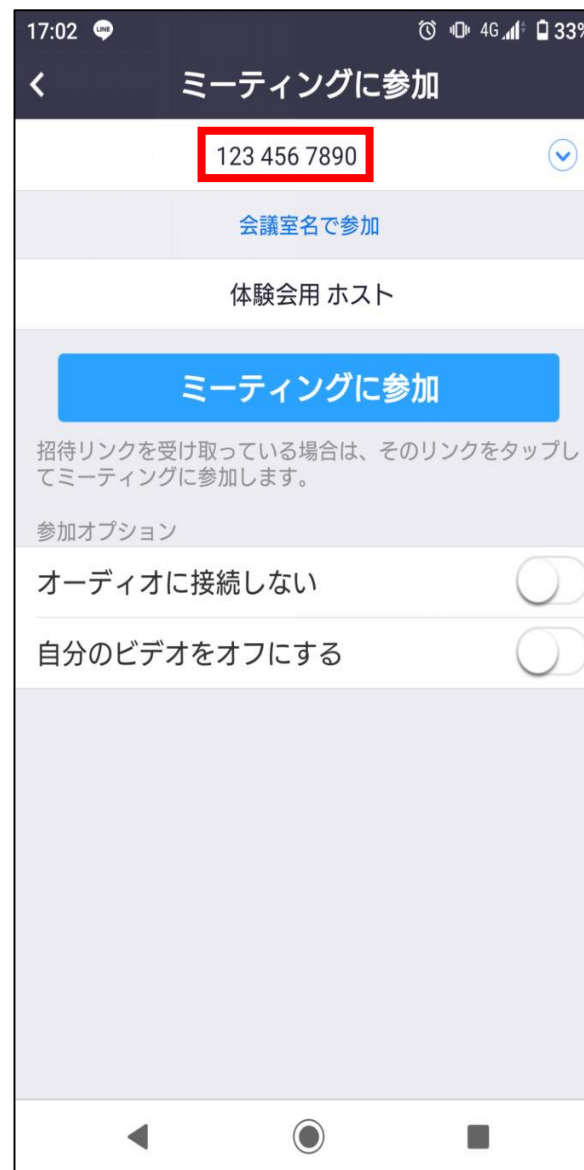 17:02 LINE 4G 33%
ミーティングに参加
123 456 7890
会議室名で参加
体験会用 ホスト
ミーティングに参加
招待リンクを受け取っている場合は、そのリンクをタップし
てミーティングに参加します。
参加オプション
オーディオに接続しない
自分のビデオをオフにする